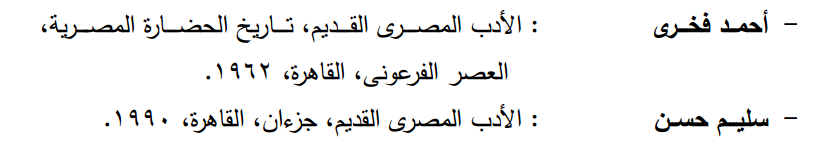 - أحمد فخرى : الأدب المصرى القديم، تاريخ الحضارة المصرية،
العصر الفرعونى، القاهرة، ١٩٦٢.
- سليم حسن : الأدب المصرى القديم، جزءان، القاهرة، ١٩٩٠.